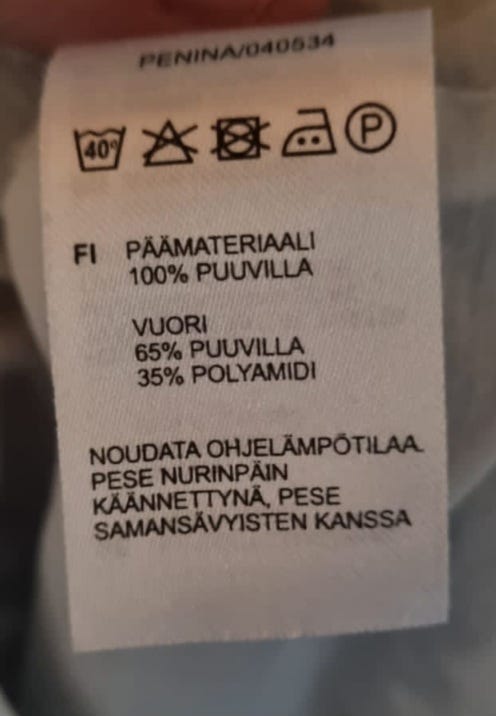 PENINA/040534
40°
P
FI PÄÄMATERIAALI
100% PUUVILLA
VUORI
65% PUUVILLA
35% POLYAMIDI
NOUDATA OHJELÄMPÖTILAA.
PESE NURINPÄIN
KÄÄNNETTYNÄ, PESE
SAMANSÄVYISTEN KANSSA